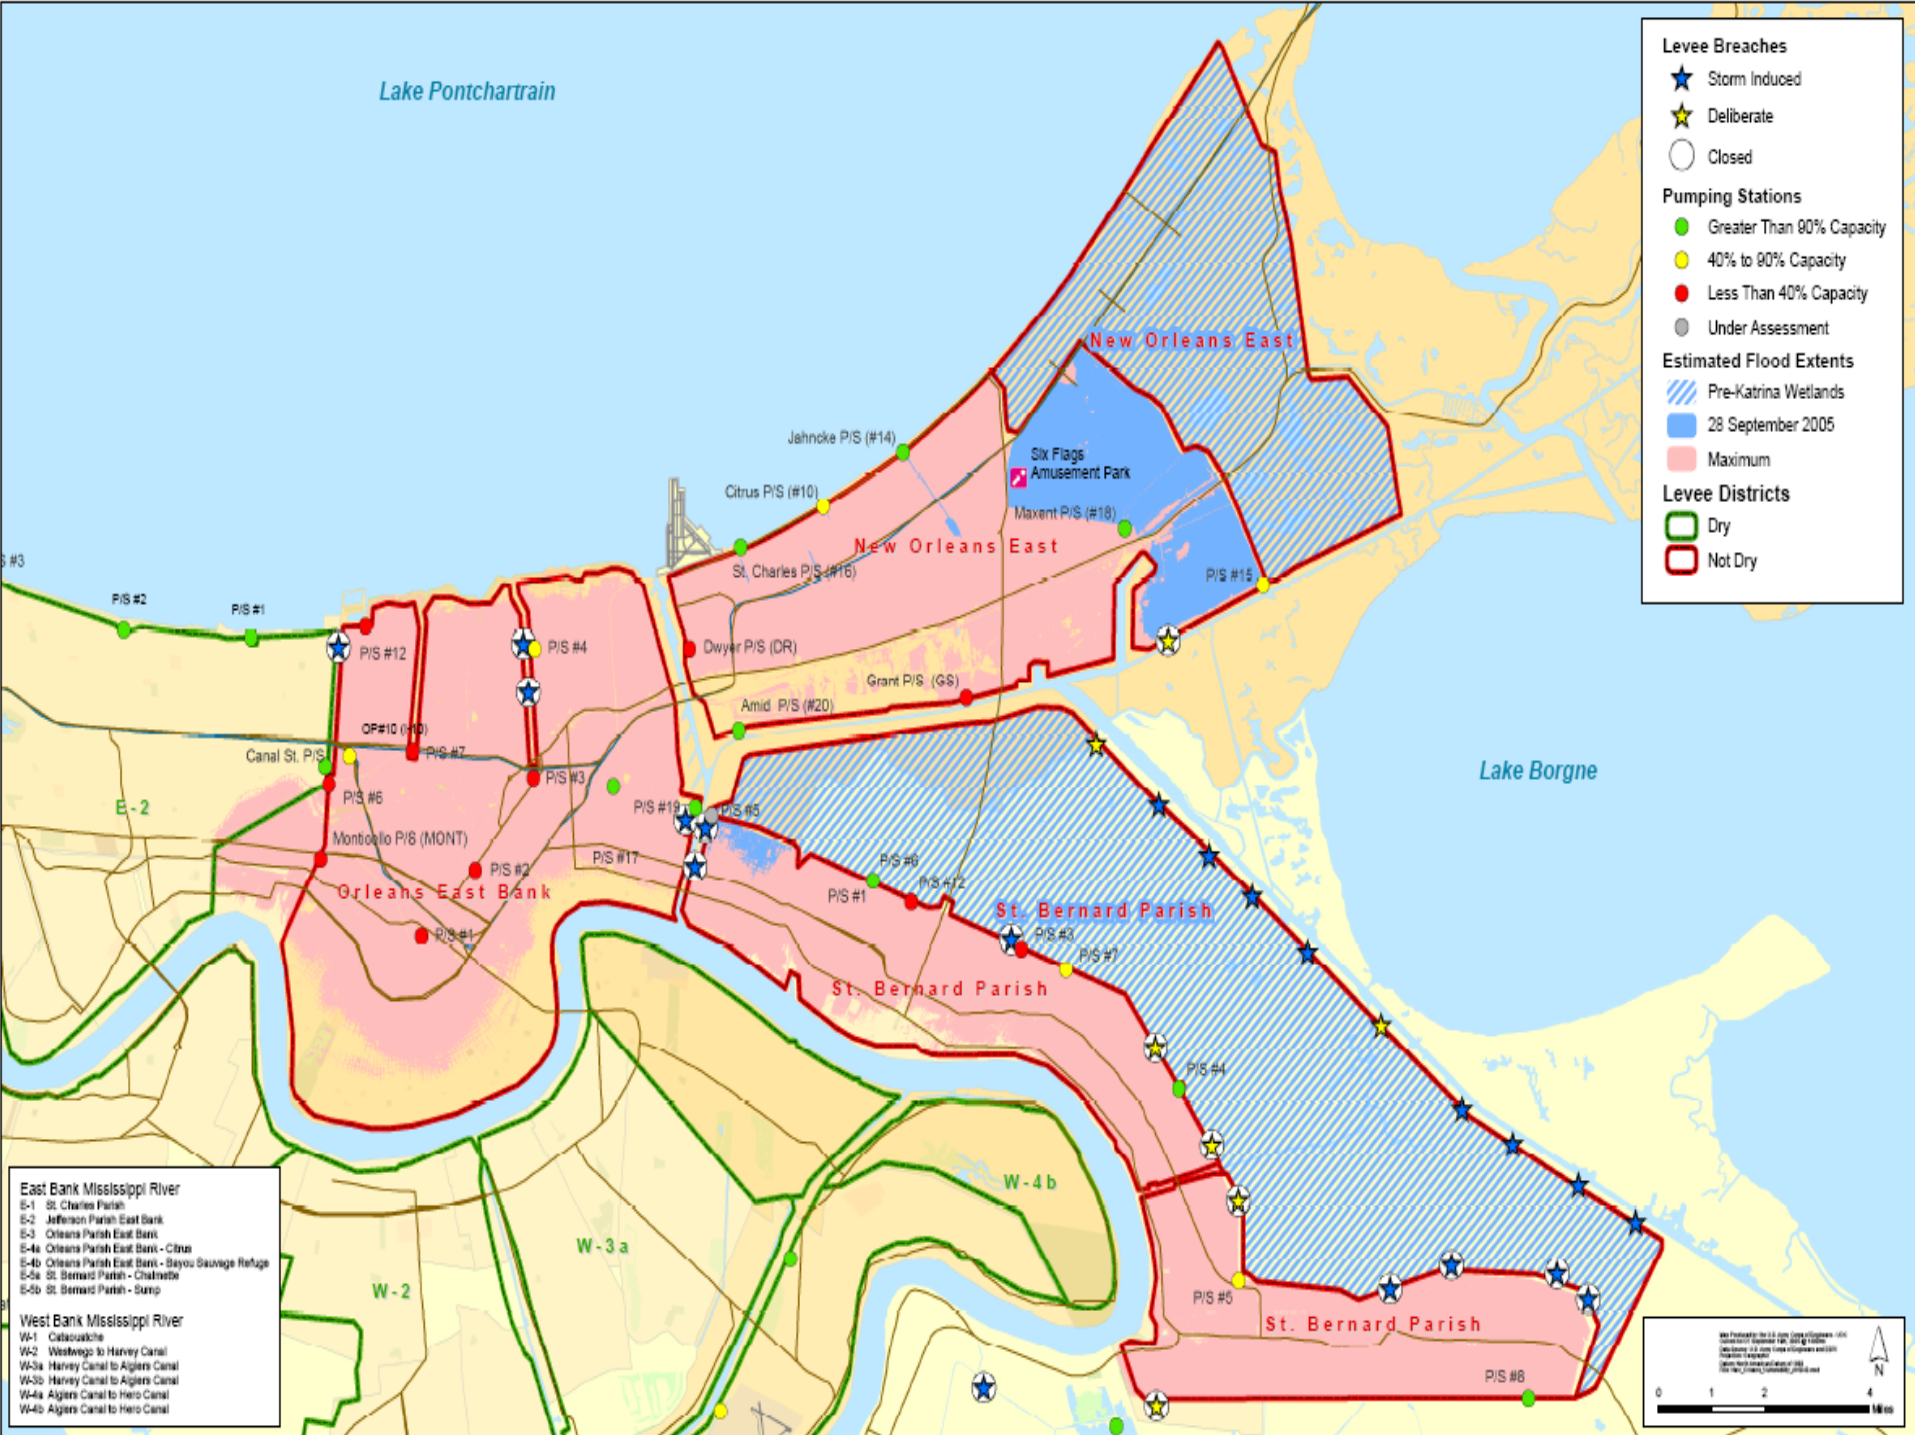 Lake Pontchartrain
Levee Breaches
Storm Induced
Deliberate
Closed
Pumping Stations
Greater Than 90% Capacity
40% to 90% Capacity
Less Than 40% Capacity
Under Assessment
Estimated Flood Extents
Pre-Katrina Wetlands
28 September 2005
Maximum
Levee Districts
Dry
Not Dry
New Orleans East
Jahncke P/S (#14)
Six Flags
Amusement Park
Citrus P/S (#10)
Maxent P/S (#18)
New Orleans East
St. Charles P/S (#16)
P/S #15
S #3
P/S #2
P/S #1
P/S #12
P/S #4
Dwyer P/S (DR)
Grant P/S (GS)
Amid P/S (#20)
OP#10 (I-10)
Canal St. P/S
P/S #7
P/S #3
P/S #6
P/S #19
P/S #5
Lake Borgne
E-2
Monticello P/S (MONT)
P/S #2
P/S #17
Orleans East Bank
P/S #1
P/S #6
P/S #1
P/S #12
St. Bernard Parish
P/S #3
P/S #7
St. Bernard Parish
P/S #4
W-4b
W-3a
W-2
P/S #5
St. Bernard Parish
P/S #8
East Bank Mississippi River
E-1 St. Charles Parish
E-2 Jefferson Parish East Bank
E-3 Orleans Parish East Bank
E-4a Orleans Parish East Bank - Citrus
E-4b Orleans Parish East Bank - Bayou Sauvage Refuge
E-5a St. Bernard Parish - Chalmette
E-5b St. Bernard Parish - Sump
West Bank Mississippi River
W-1 Cataouatche
W-2 Westwego to Harvey Canal
W-3a Harvey Canal to Algiers Canal
W-3b Harvey Canal to Algiers Canal
W-4a Algiers Canal to Hero Canal
W-4b Algiers Canal to Hero Canal
N
0 1 2 4
Miles